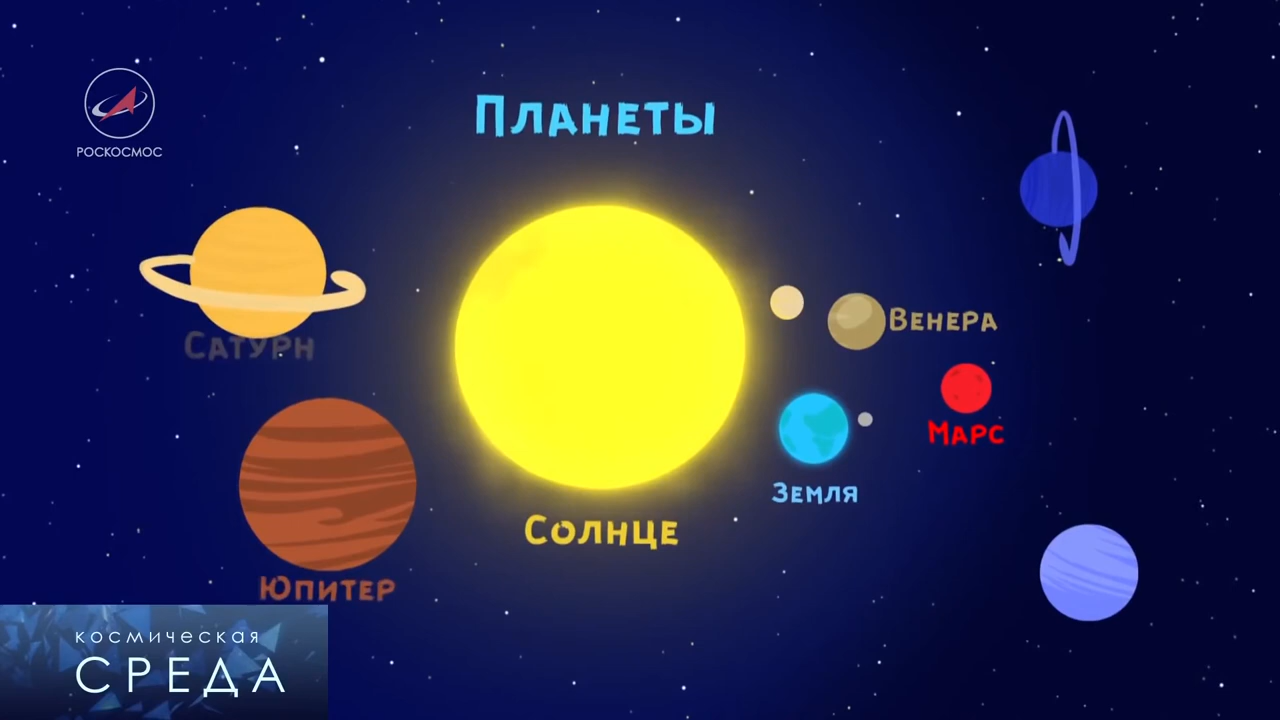 РОСКОСМОС
Планеты
Сатурн
Венера
Марс
Земля
Солнце
Юпитер
космическая
СРЕДА